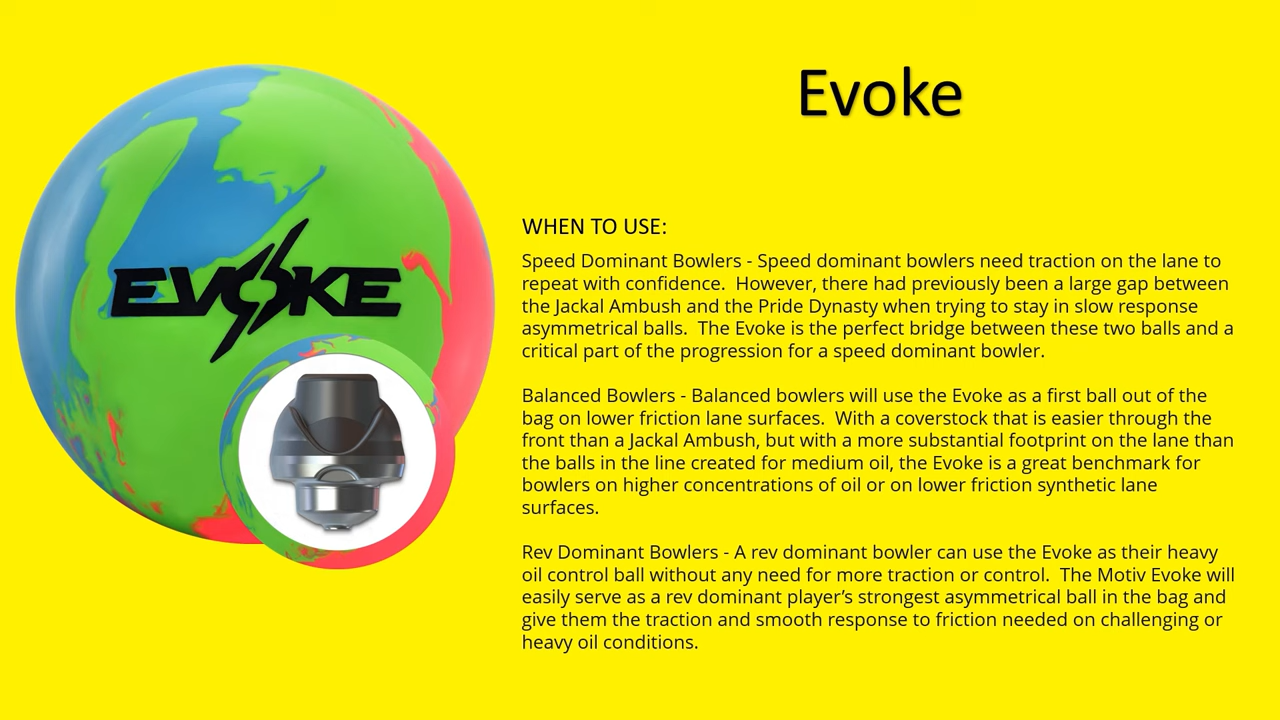 Evoke
EVOKE
WHEN TO USE:
Speed Dominant Bowlers - Speed dominant bowlers need traction on the lane to
repeat with confidence.  However, there had previously been a large gap between
the Jackal Ambush and the Pride Dynasty when trying to stay in slow response
asymmetrical balls.  The Evoke is the perfect bridge between these two balls and a
critical part of the progression for a speed dominant bowler.
Balanced Bowlers - Balanced bowlers will use the Evoke as a first ball out of the
bag on lower friction lane surfaces.  With a coverstock that is easier through the
front than a Jackal Ambush, but with a more substantial footprint on the lane than
the balls in the line created for medium oil, the Evoke is a great benchmark for
bowlers on higher concentrations of oil or on lower friction synthetic lane
surfaces.
Rev Dominant Bowlers - A rev dominant bowler can use the Evoke as their heavy
oil control ball without any need for more traction or control.  The Motiv Evoke will
easily serve as a rev dominant player’s strongest asymmetrical ball in the bag and
give them the traction and smooth response to friction needed on challenging or
heavy oil conditions.